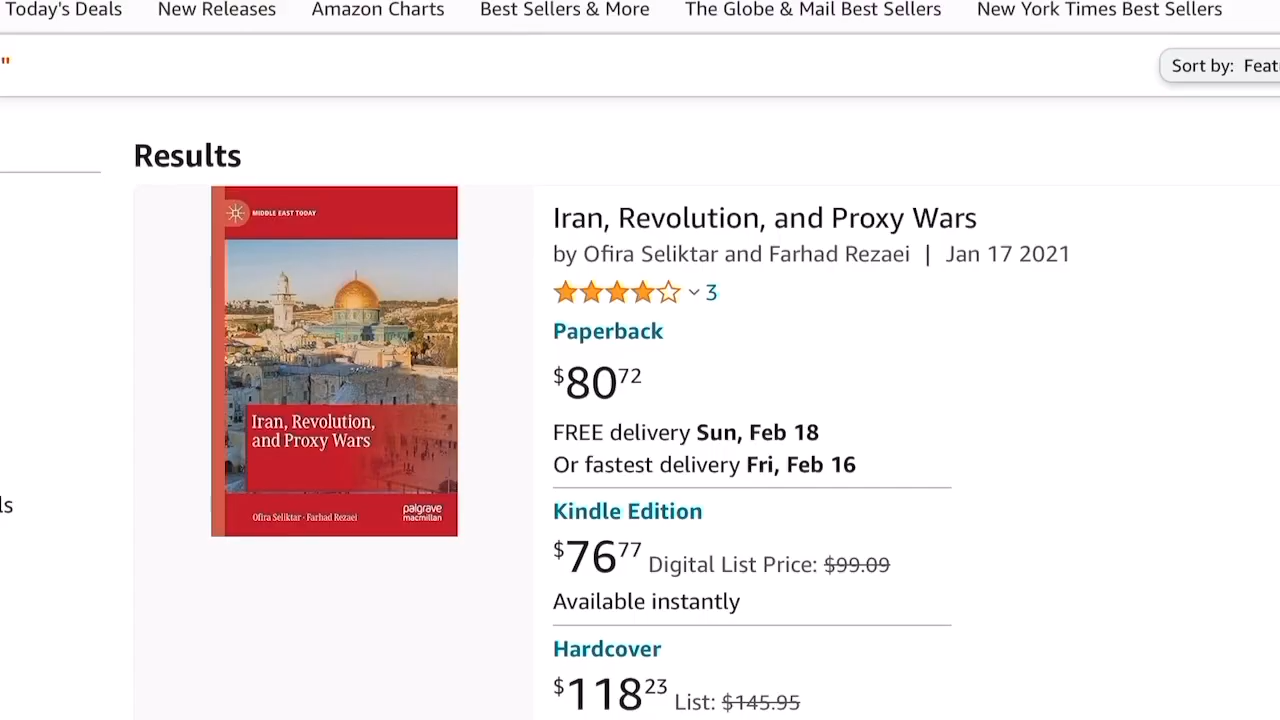 Today's Deals New Releases Amazon Charts Best Sellers & More The Globe & Mail Best Sellers New York Times Best Sellers
"
Sort by: Feat
Results
MIDDLE EAST TODAY
Iran, Revolution,
and Proxy Wars
Ofira Seliktar · Farhad Rezaei
palgrave
macmillan
Iran, Revolution, and Proxy Wars
by Ofira Seliktar and Farhad Rezaei | Jan 17 2021
3
Paperback
$80 72
FREE delivery Sun, Feb 18
Or fastest delivery Fri, Feb 16
Kindle Edition
$76 77 Digital List Price: $99.09
Available instantly
Hardcover
$118 23 List: $145.95
ls